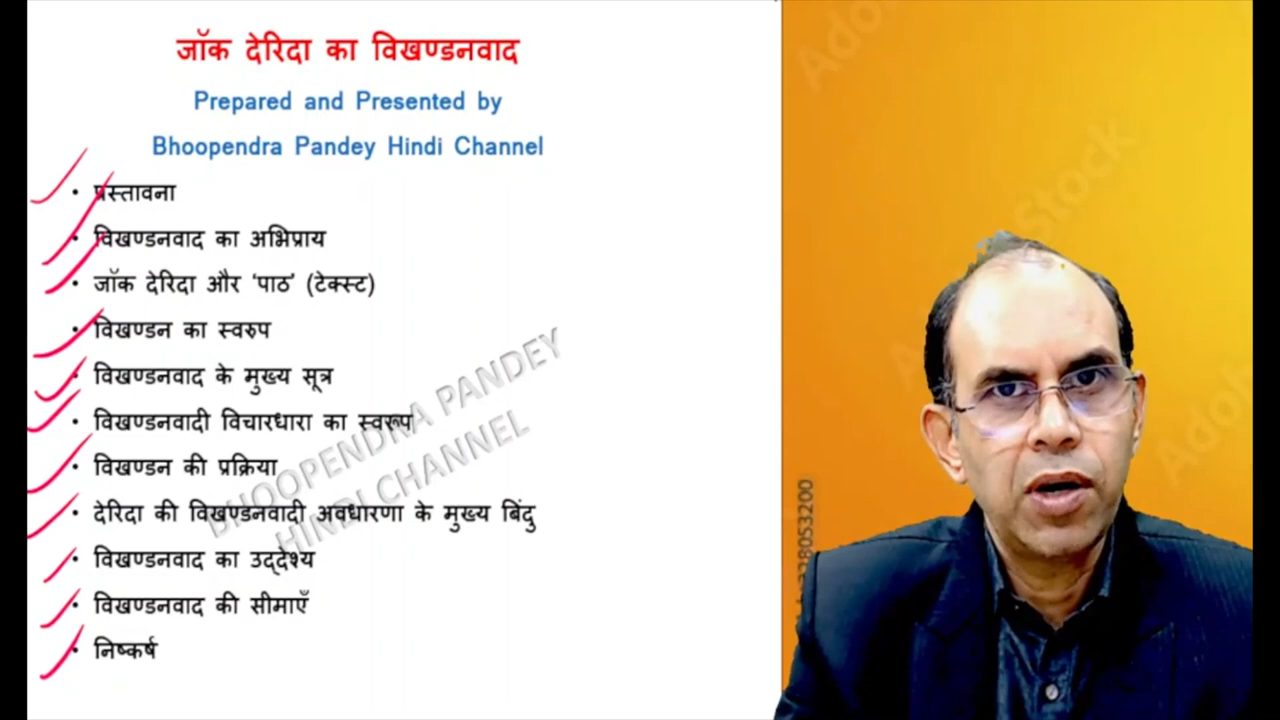 जॉक देरिदा का विखण्डनवाद
Prepared and Presented by
Bhoopendra Pandey Hindi Channel
• प्रस्तावना
• विखण्डनवाद का अभिप्राय
• जॉक देरिदा और ‘पाठ’ (टेक्स्ट)
• विखण्डन का स्वरुप
• विखण्डनवाद के मुख्य सूत्र
• विखण्डनवादी विचारधारा का स्वरूप
• विखण्डन की प्रक्रिया
• देरिदा की विखण्डनवादी अवधारणा के मुख्य बिंदु
• विखण्डनवाद का उद्देश्य
• विखण्डनवाद की सीमाएँ
• निष्कर्ष
BHOOPENDRA PANDEY
HINDI CHANNEL